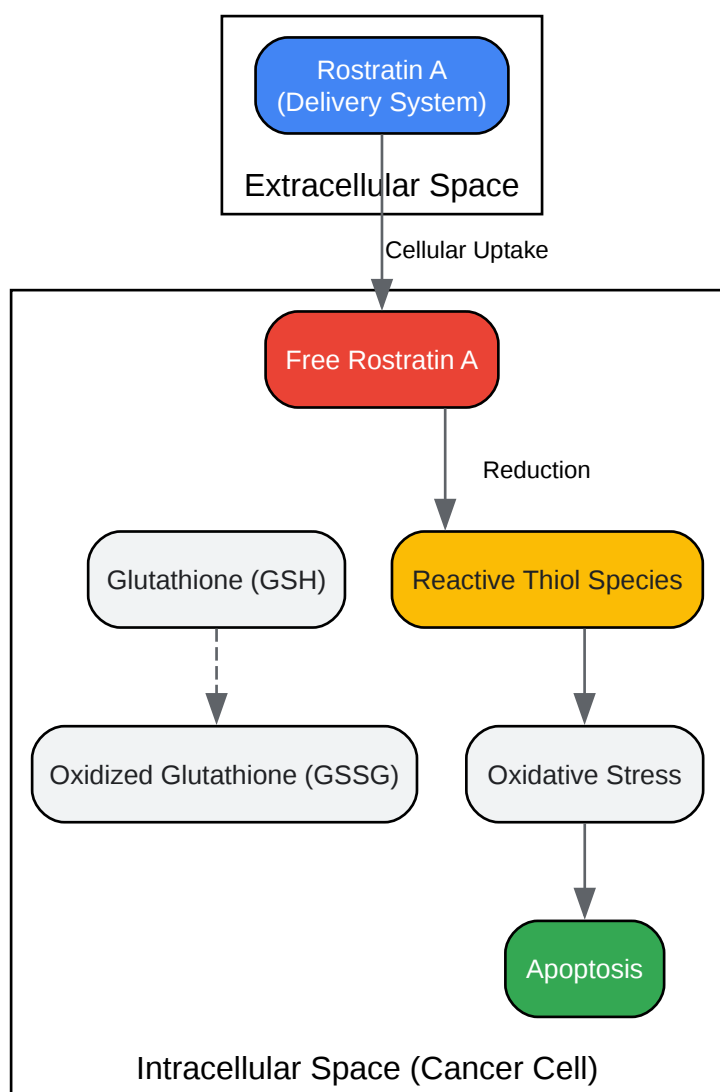 Rostratin A
(Delivery System)
Extracellular Space
Cellular Uptake
Free Rostratin A
Reduction
Glutathione (GSH)
Reactive Thiol Species
Oxidized Glutathione (GSSG)
Oxidative Stress
Apoptosis
Intracellular Space (Cancer Cell)